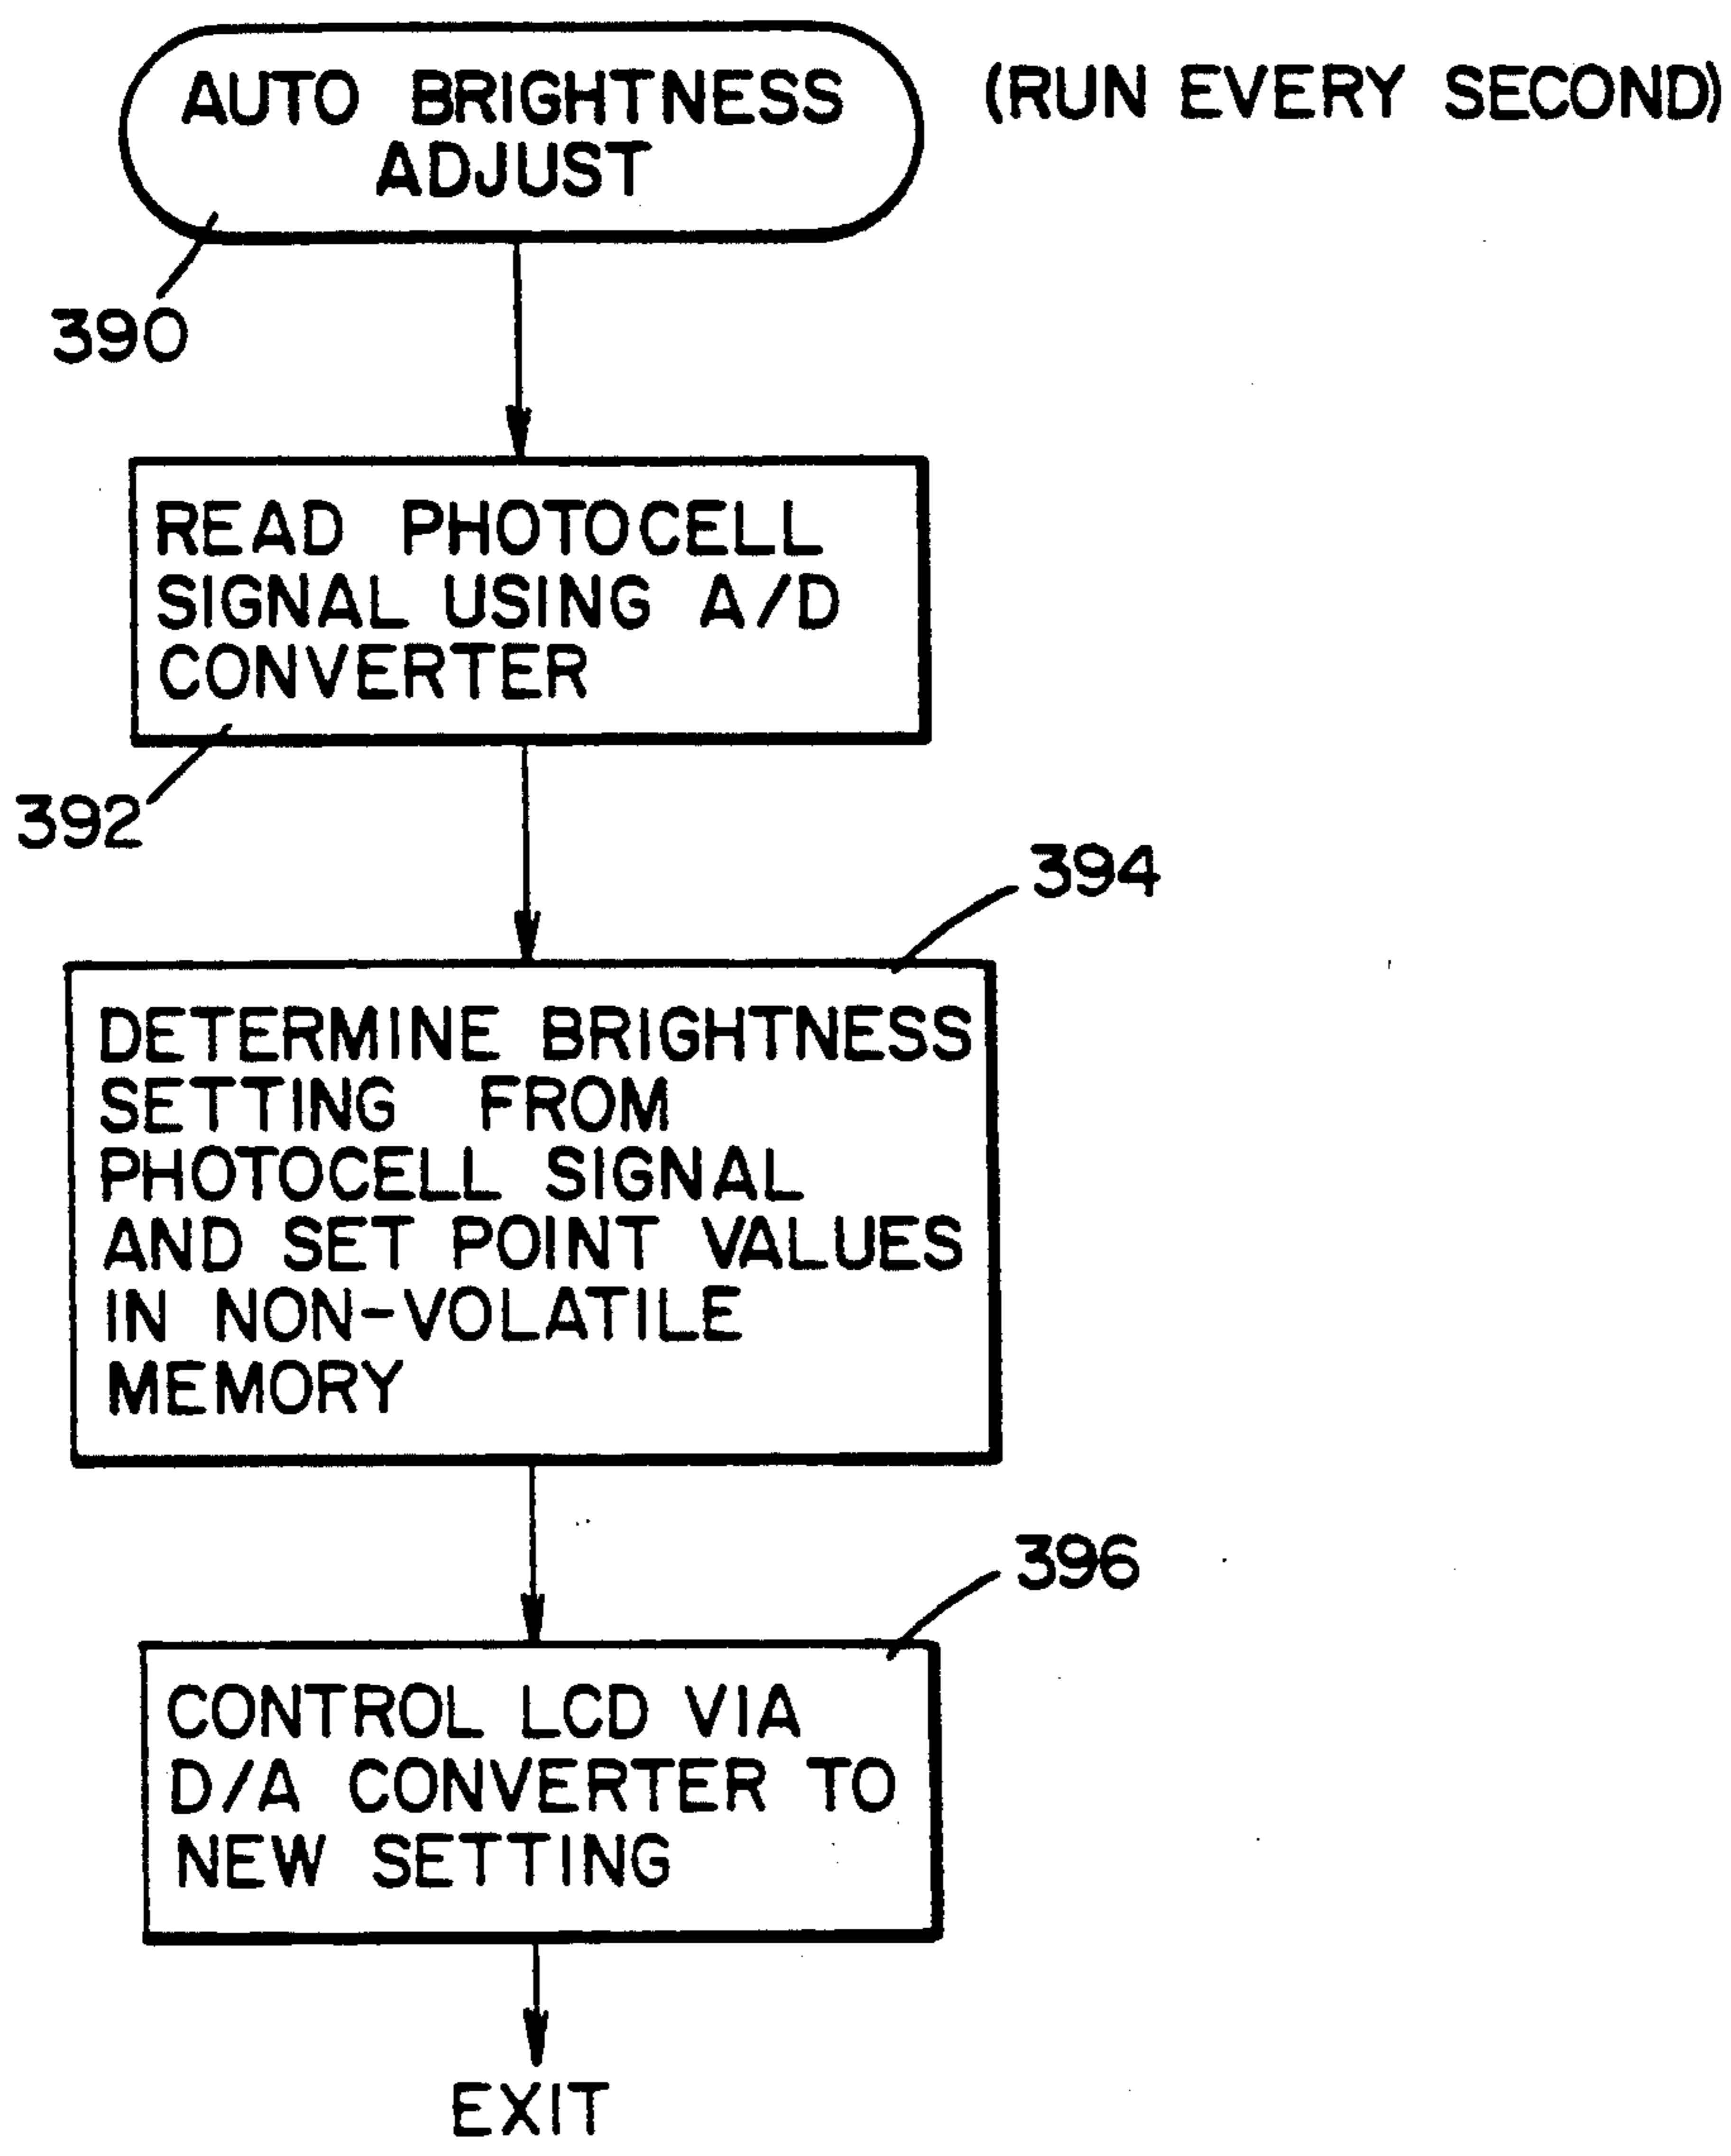 AUTO BRIGHTNESS
ADJUST
(RUN EVERY SECOND)
390
READ PHOTOCELL
SIGNAL USING A/D
CONVERTER
392
394
DETERMINE BRIGHTNESS
SETTING FROM
PHOTOCELL SIGNAL
AND SET POINT VALUES
IN NON-VOLATILE
MEMORY
396
CONTROL LCD VIA
D/A CONVERTER TO
NEW SETTING
EXIT